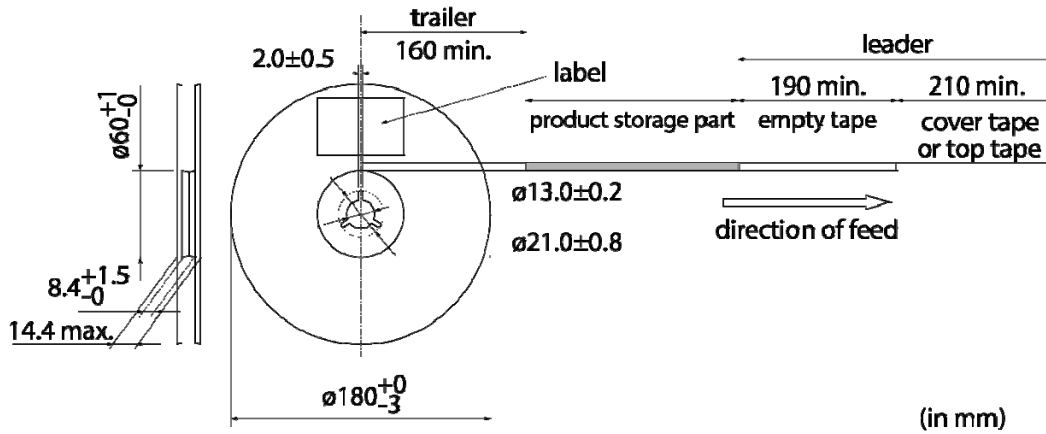 trailer
160 min.
2.0±0.5
leader
label
190 min.
210 min.
ø60+1-0
product storage part
empty tape
cover tape
or top tape
ø13.0±0.2
direction of feed
ø21.0±0.8
8.4+1.5-0
14.4 max.
ø180+0-3
(in mm)